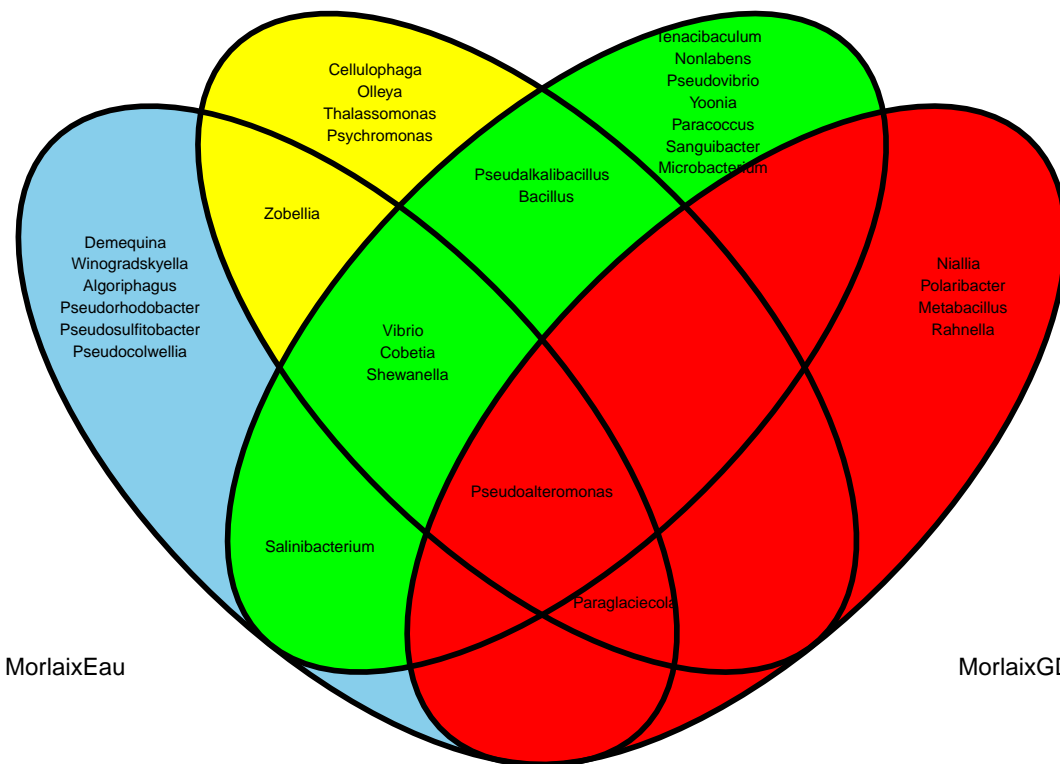 Cellulophaga
Olleya
Thalassomonas
Psychromonas
Tenacibaculum
Nonlabens
Pseudovibrio
Yoonia
Paracoccus
Sanguibacter
Microbacterium
Pseudalkalibacillus
Bacillus
Zobellia
Demequina
Winogradskyella
Algoriphagus
Pseudorhodobacter
Pseudosulfitobacter
Pseudocolwellia
Niallia
Polaribacter
Metabacillus
Rahnella
Vibrio
Cobetia
Shewanella
Pseudoalteromonas
Salinibacterium
Paraglaciecola
MorlaixEau
MorlaixGD